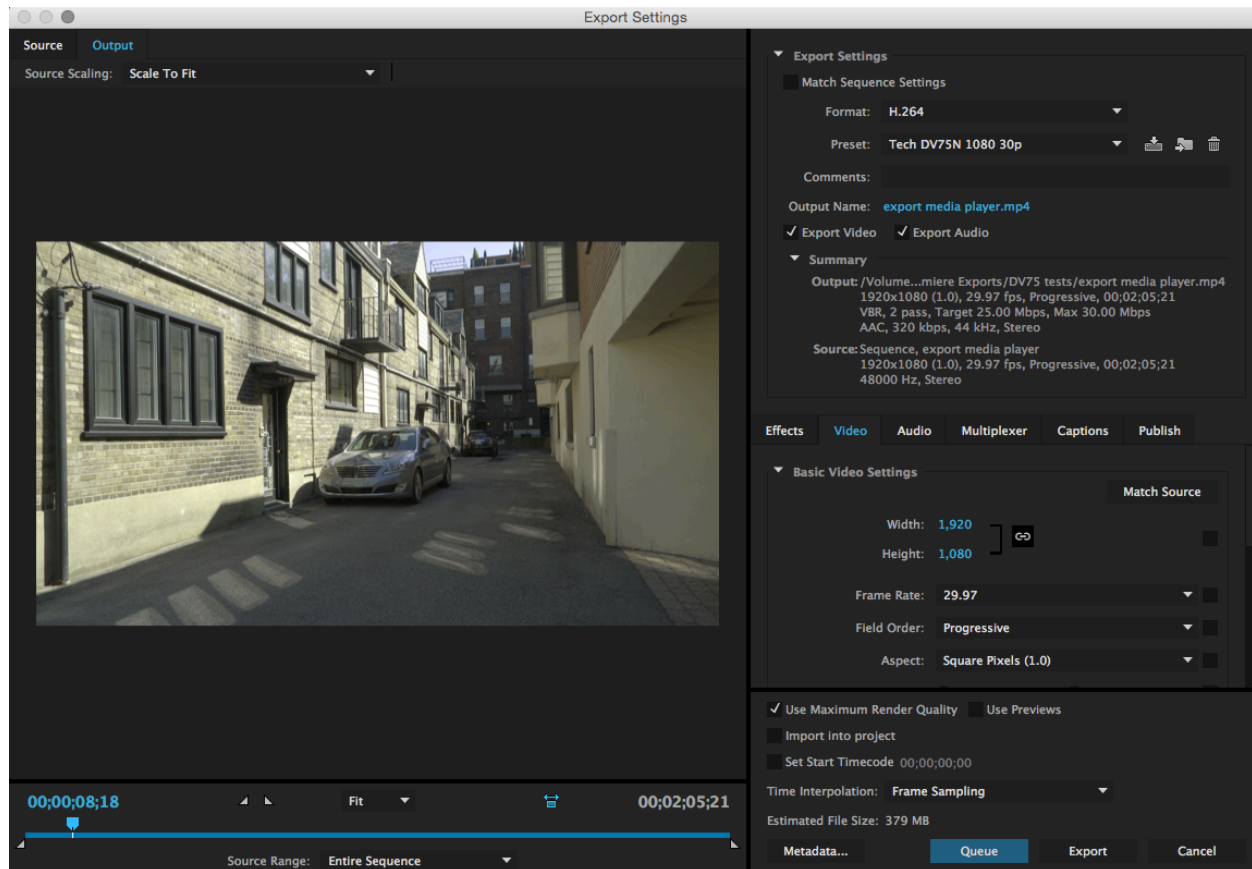 Export Settings
Source Output
Source Scaling: Scale To Fit
Export Settings
Match Sequence Settings
Format: H.264
Preset: Tech DV75N 1080 30p
Comments:
Output Name: export media player.mp4
Export Video Export Audio
Summary
Output: /Volume...miere Exports/DV75 tests/export media player.mp4
1920x1080 (1.0), 29.97 fps, Progressive, 00;02;05;21
VBR, 2 pass, Target 25.00 Mbps, Max 30.00 Mbps
AAC, 320 kbps, 44 kHz, Stereo
Source: Sequence, export media player
1920x1080 (1.0), 29.97 fps, Progressive, 00;02;05;21
48000 Hz, Stereo
Effects Video Audio Multiplexer Captions Publish
Basic Video Settings
Match Source
Width: 1,920
Height: 1,080
Frame Rate: 29.97
Field Order: Progressive
Aspect: Square Pixels (1.0)
Use Maximum Render Quality Use Previews
Import into project
Set Start Timecode 00;00;00;00
Time Interpolation: Frame Sampling
Estimated File Size: 379 MB
Metadata... Queue Export Cancel
00;00;08;18 Fit 00;02;05;21
Source Range: Entire Sequence